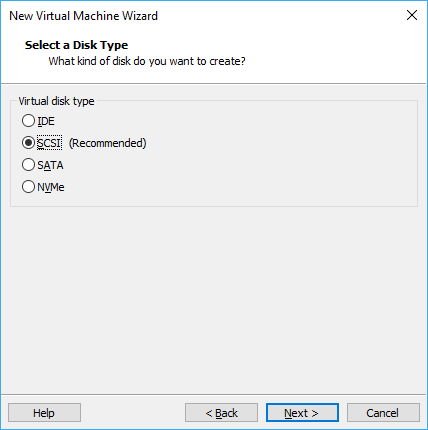 New Virtual Machine Wizard
Select a Disk Type
What kind of disk do you want to create?
Virtual disk type
IDE
SCSI (Recommended)
SATA
NVMe
Help
< Back
Next >
Cancel